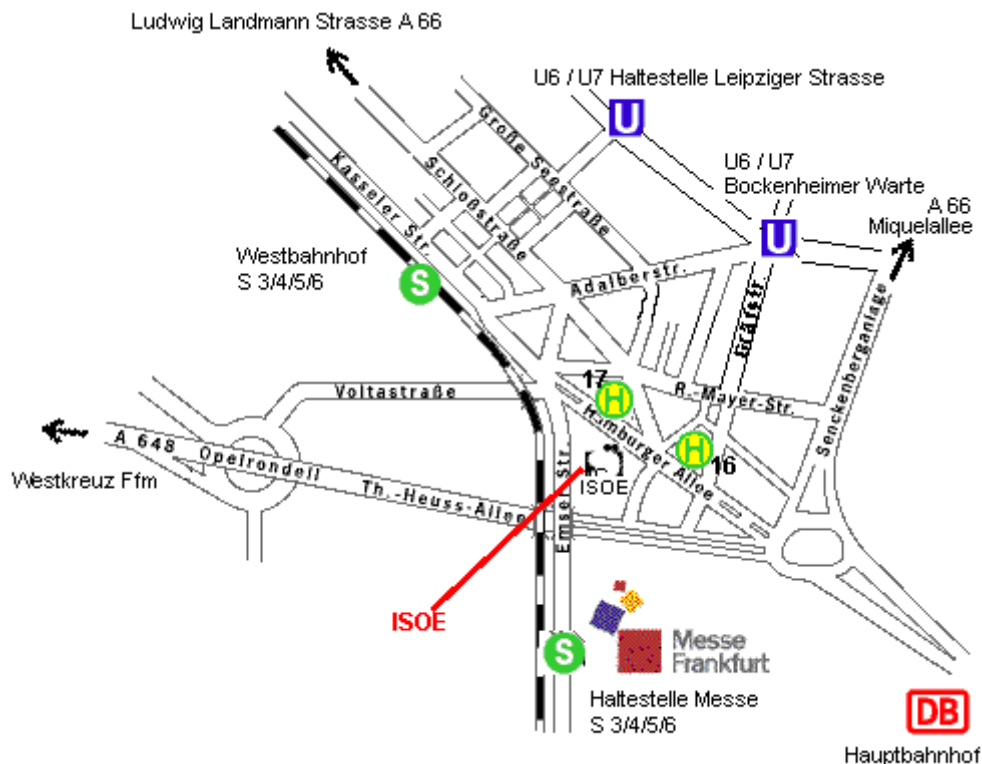 Ludwig Landmann Strasse A 66
U6 / U7 Haltestelle Leipziger Strasse
U
U6 / U7
Bockenheimer Warte
U
A 66
Miquelallee
Große Seestraße
Schloßstraße
Kasseler Str.
Westbahnhof
S 3/4/5/6
S
Adalberstr.
Gräfstr.
Senckenberganlage
Voltastraße
17
H
R.-Mayer-Str.
Hamburger Allee
H
16
A 648
Opelrondell
Th.-Heuss-Allee
Westkreuz Ffm
Emser Str.
ISOE
ISOE
S
Messe
Frankfurt
Haltestelle Messe
S 3/4/5/6
DB
Hauptbahnhof